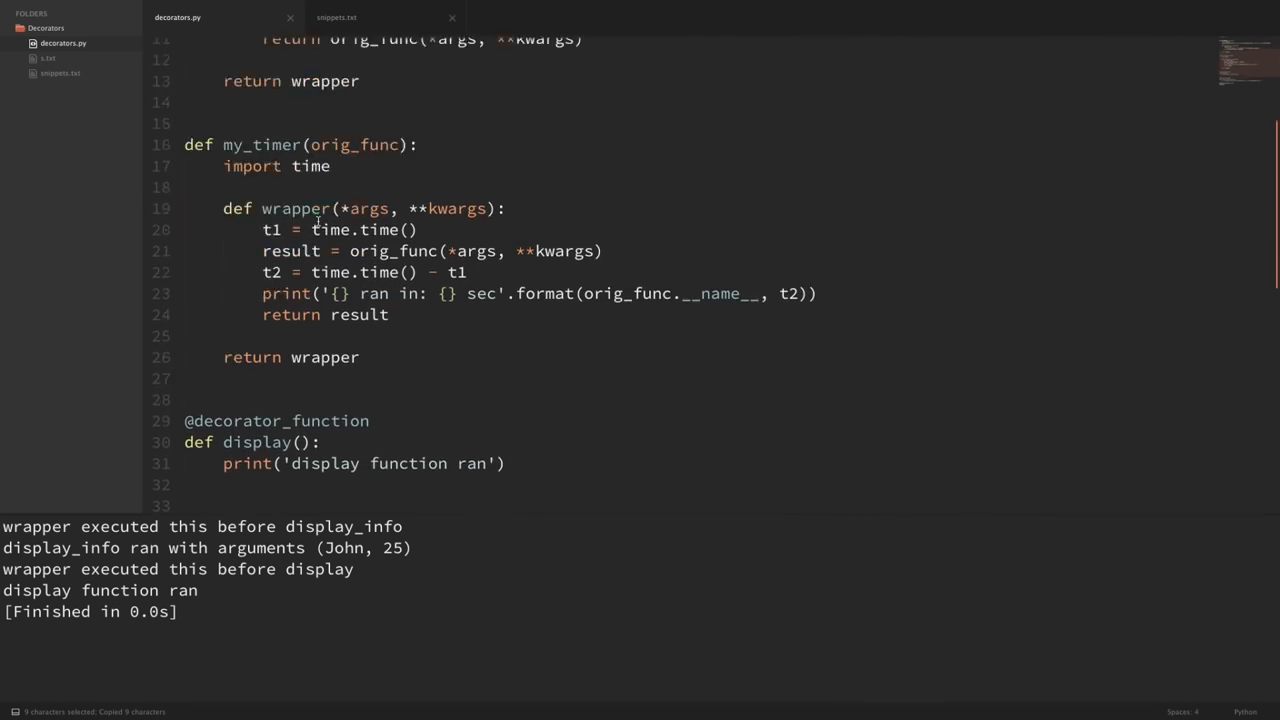 FOLDERS
Decorators
decorators.py
s.txt
snippets.txt
decorators.py
snippets.txt
11 return orig_func(*args, **kwargs)
12
13 return wrapper
14
15
16 def my_timer(orig_func):
17 import time
18
19 def wrapper(*args, **kwargs):
20 t1 = time.time()
21 result = orig_func(*args, **kwargs)
22 t2 = time.time() - t1
23 print('{} ran in: {} sec'.format(orig_func.__name__, t2))
24 return result
25
26 return wrapper
27
28
29 @decorator_function
30 def display():
31 print('display function ran')
32
33
wrapper executed this before display_info
display_info ran with arguments (John, 25)
wrapper executed this before display
display function ran
[Finished in 0.0s]
9 characters selected; Copied 9 characters
Spaces: 4
Python